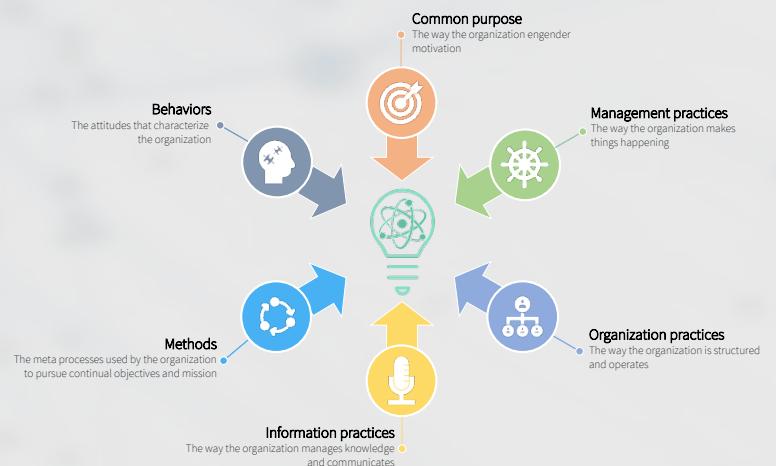 Common purpose
The way the organization engender
motivation
Behaviors
The attitudes that characterize
the organization
Management practices
The way the organization makes
things happening
Methods
The meta processes used by the organization
to pursue continual objectives and mission
Organization practices
The way the organization is structured
and operates
Information practices
The way the organization manages knowledge
and communicates